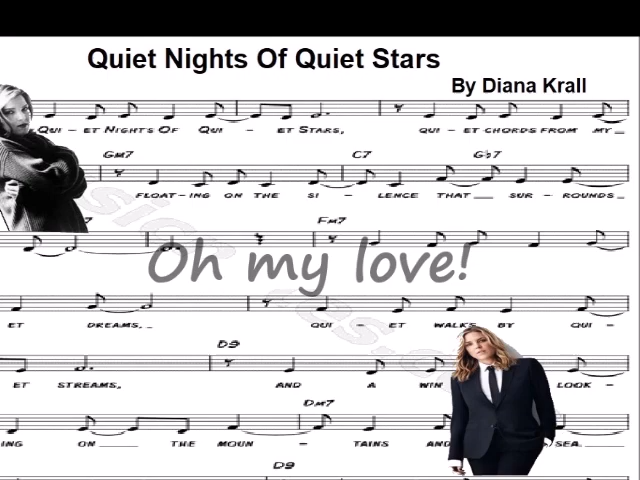 Quiet Nights Of Quiet Stars
By Diana Krall
QUI - ET NIGHTS OF QUI - ET STARS, QUI - ET CHORDS FROM MY
GM7 C7 G♭7
FLOAT-ING ON THE SI - LENCE THAT SUR - ROUNDS
7 FM7
Oh my love!
ET DREAMS, QUI - ET WALKS BY QUI -
D9
ET STREAMS, AND A WIN LOOK -
DM7
ING ON THE MOUN - TAINS AND SEA.
D9